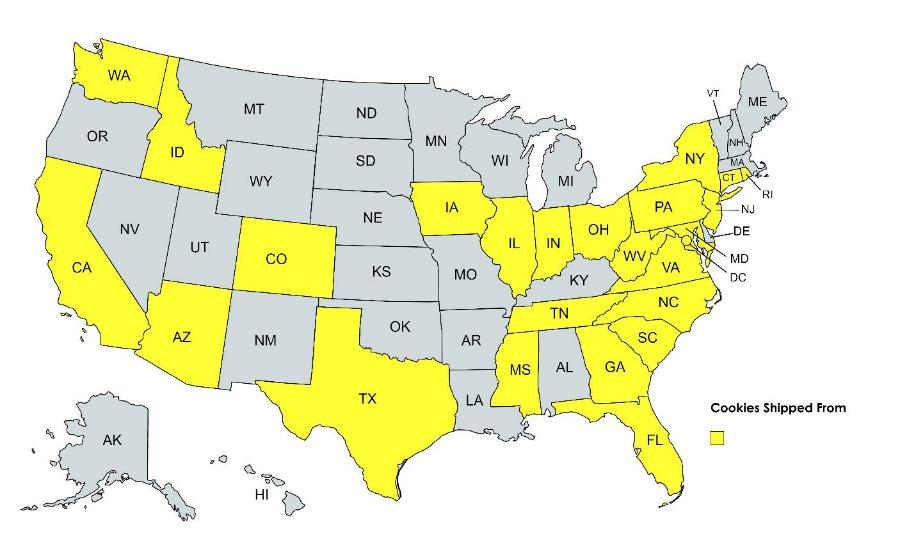 WA
MT
ND
MN
VT
ME
OR
ID
SD
WI
MI
NY
NH
MA
CT
RI
WY
NE
IA
PA
NJ
NV
UT
CO
IL
IN
OH
DE
CA
KS
MO
WV
VA
MD
DC
KY
AZ
NM
OK
AR
TN
NC
SC
TX
LA
MS
AL
GA
AK
HI
FL
Cookies Shipped From